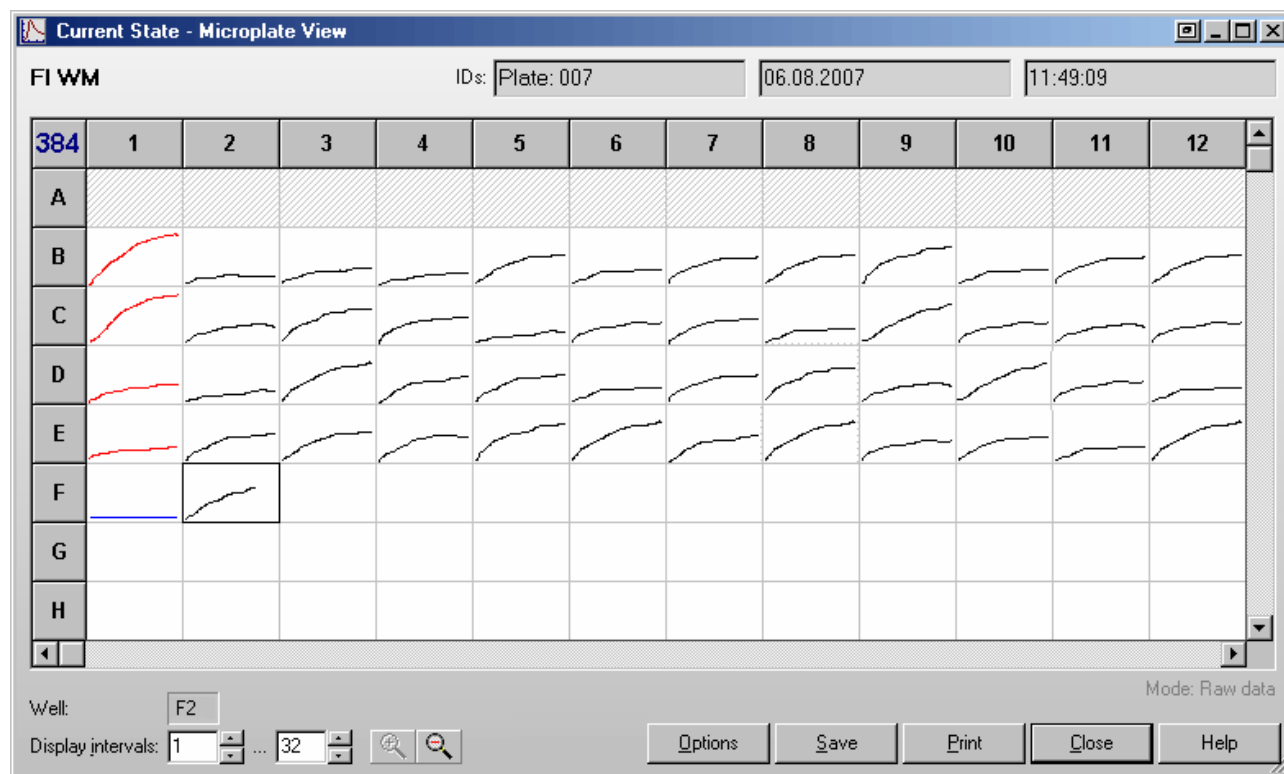 Current State - Microplate View
FI WM IDs: Plate: 007 06.08.2007 11:49:09
384 1 2 3 4 5 6 7 8 9 10 11 12
A
B
C
D
E
F
G
H
Mode: Raw data
Well: F2
Display intervals: 1 ... 32 Options Save Print Close Help